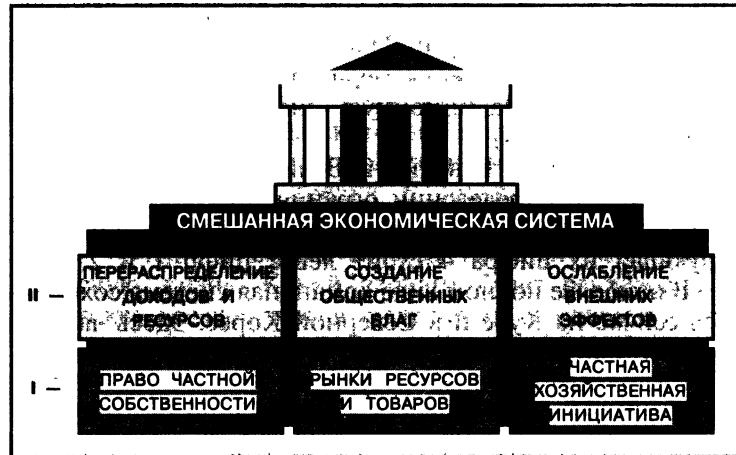 СМЕШАННАЯ ЭКОНОМИЧЕСКАЯ СИСТЕМА
II –
ПЕРЕРАСПРЕДЕЛЕНИЕ
ДОХОДОВ И
РЕСУРСОВ
СОЗДАНИЕ
ОБЩЕСТВЕННЫХ
БЛАГ
ОСЛАБЛЕНИЕ
ВНЕШНИХ
ЭФФЕКТОВ
I –
ПРАВО ЧАСТНОЙ
СОБСТВЕННОСТИ
РЫНКИ РЕСУРСОВ
И ТОВАРОВ
ЧАСТНАЯ
ХОЗЯЙСТВЕННАЯ
ИНИЦИАТИВА